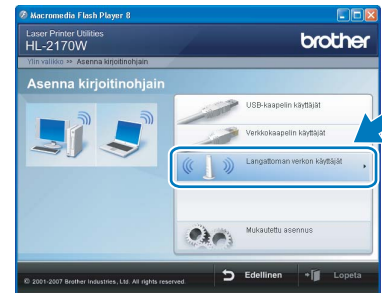 Macromedia Flash Player 8
Laser Printer Utilities
HL-2170W
brother
Ylin valikko >> Asenna kirjoitinohjain
Asenna kirjoitinohjain
USB-kaapelin käyttäjät
Verkkokaapelin käyttäjät
Langattoman verkon käyttäjät
Mukautettu asennus
© 2001-2007 Brother Industries, Ltd. All rights reserved.
Edellinen
Lopeta